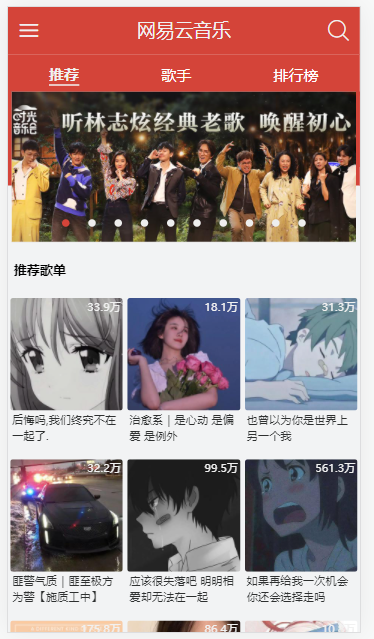 网易云音乐
推荐
歌手
排行榜
时光音乐会
听林志炫经典老歌 唤醒初心
推荐歌单
33.9万
18.1万
31.3万
后悔吗,我们终究不在
一起了.
治愈系｜是心动 是偏
爱 是例外
也曾以为你是世界上
另一个我
32.2万
99.5万
561.3万
匪警气质｜匪至极方
为警【施质工中】
应该很失落吧 明明相
爱却无法在一起
如果再给我一次机会
你还会选择走吗
175.8万
86.4万